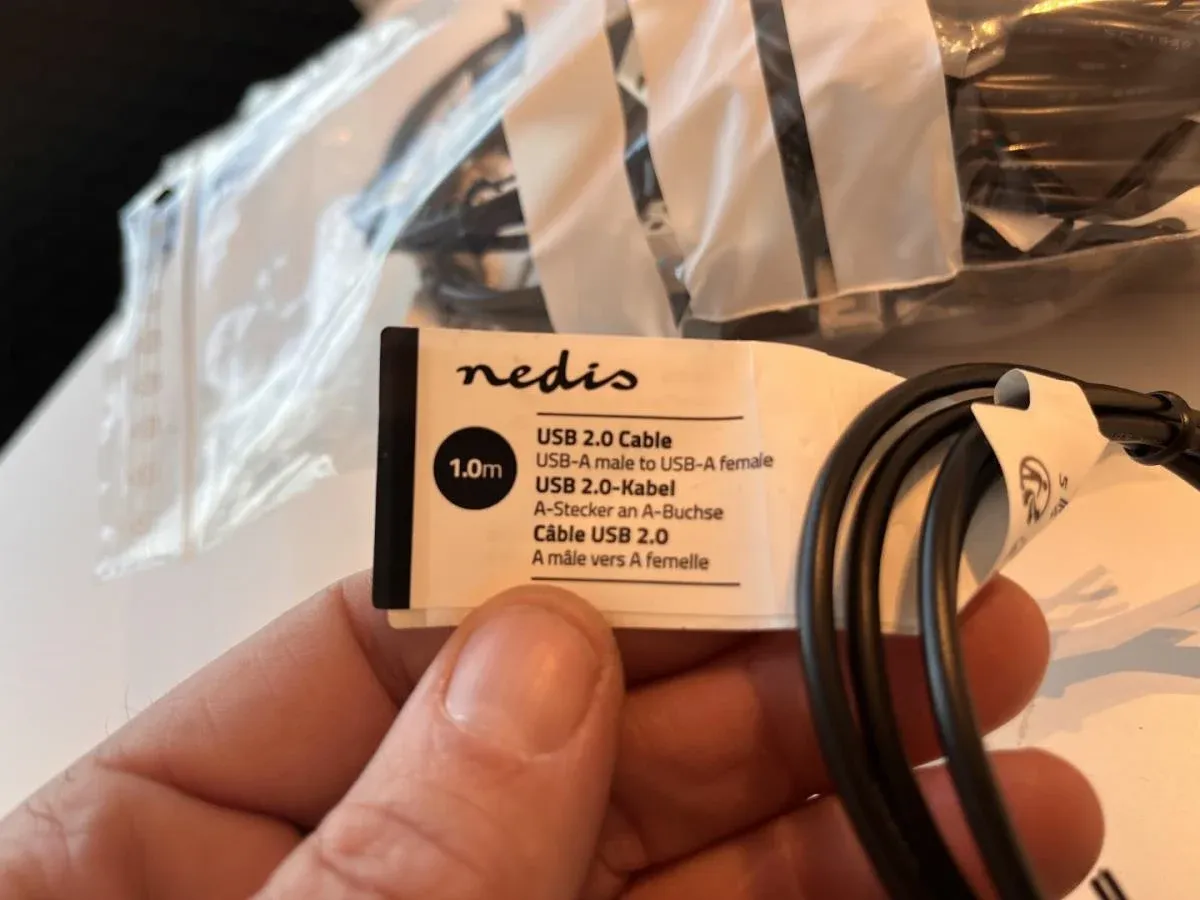 nedis
1.0m
USB 2.0 Cable
USB-A male to USB-A female
USB 2.0-Kabel
A-Stecker an A-Buchse
Câble USB 2.0
A mâle vers A femelle